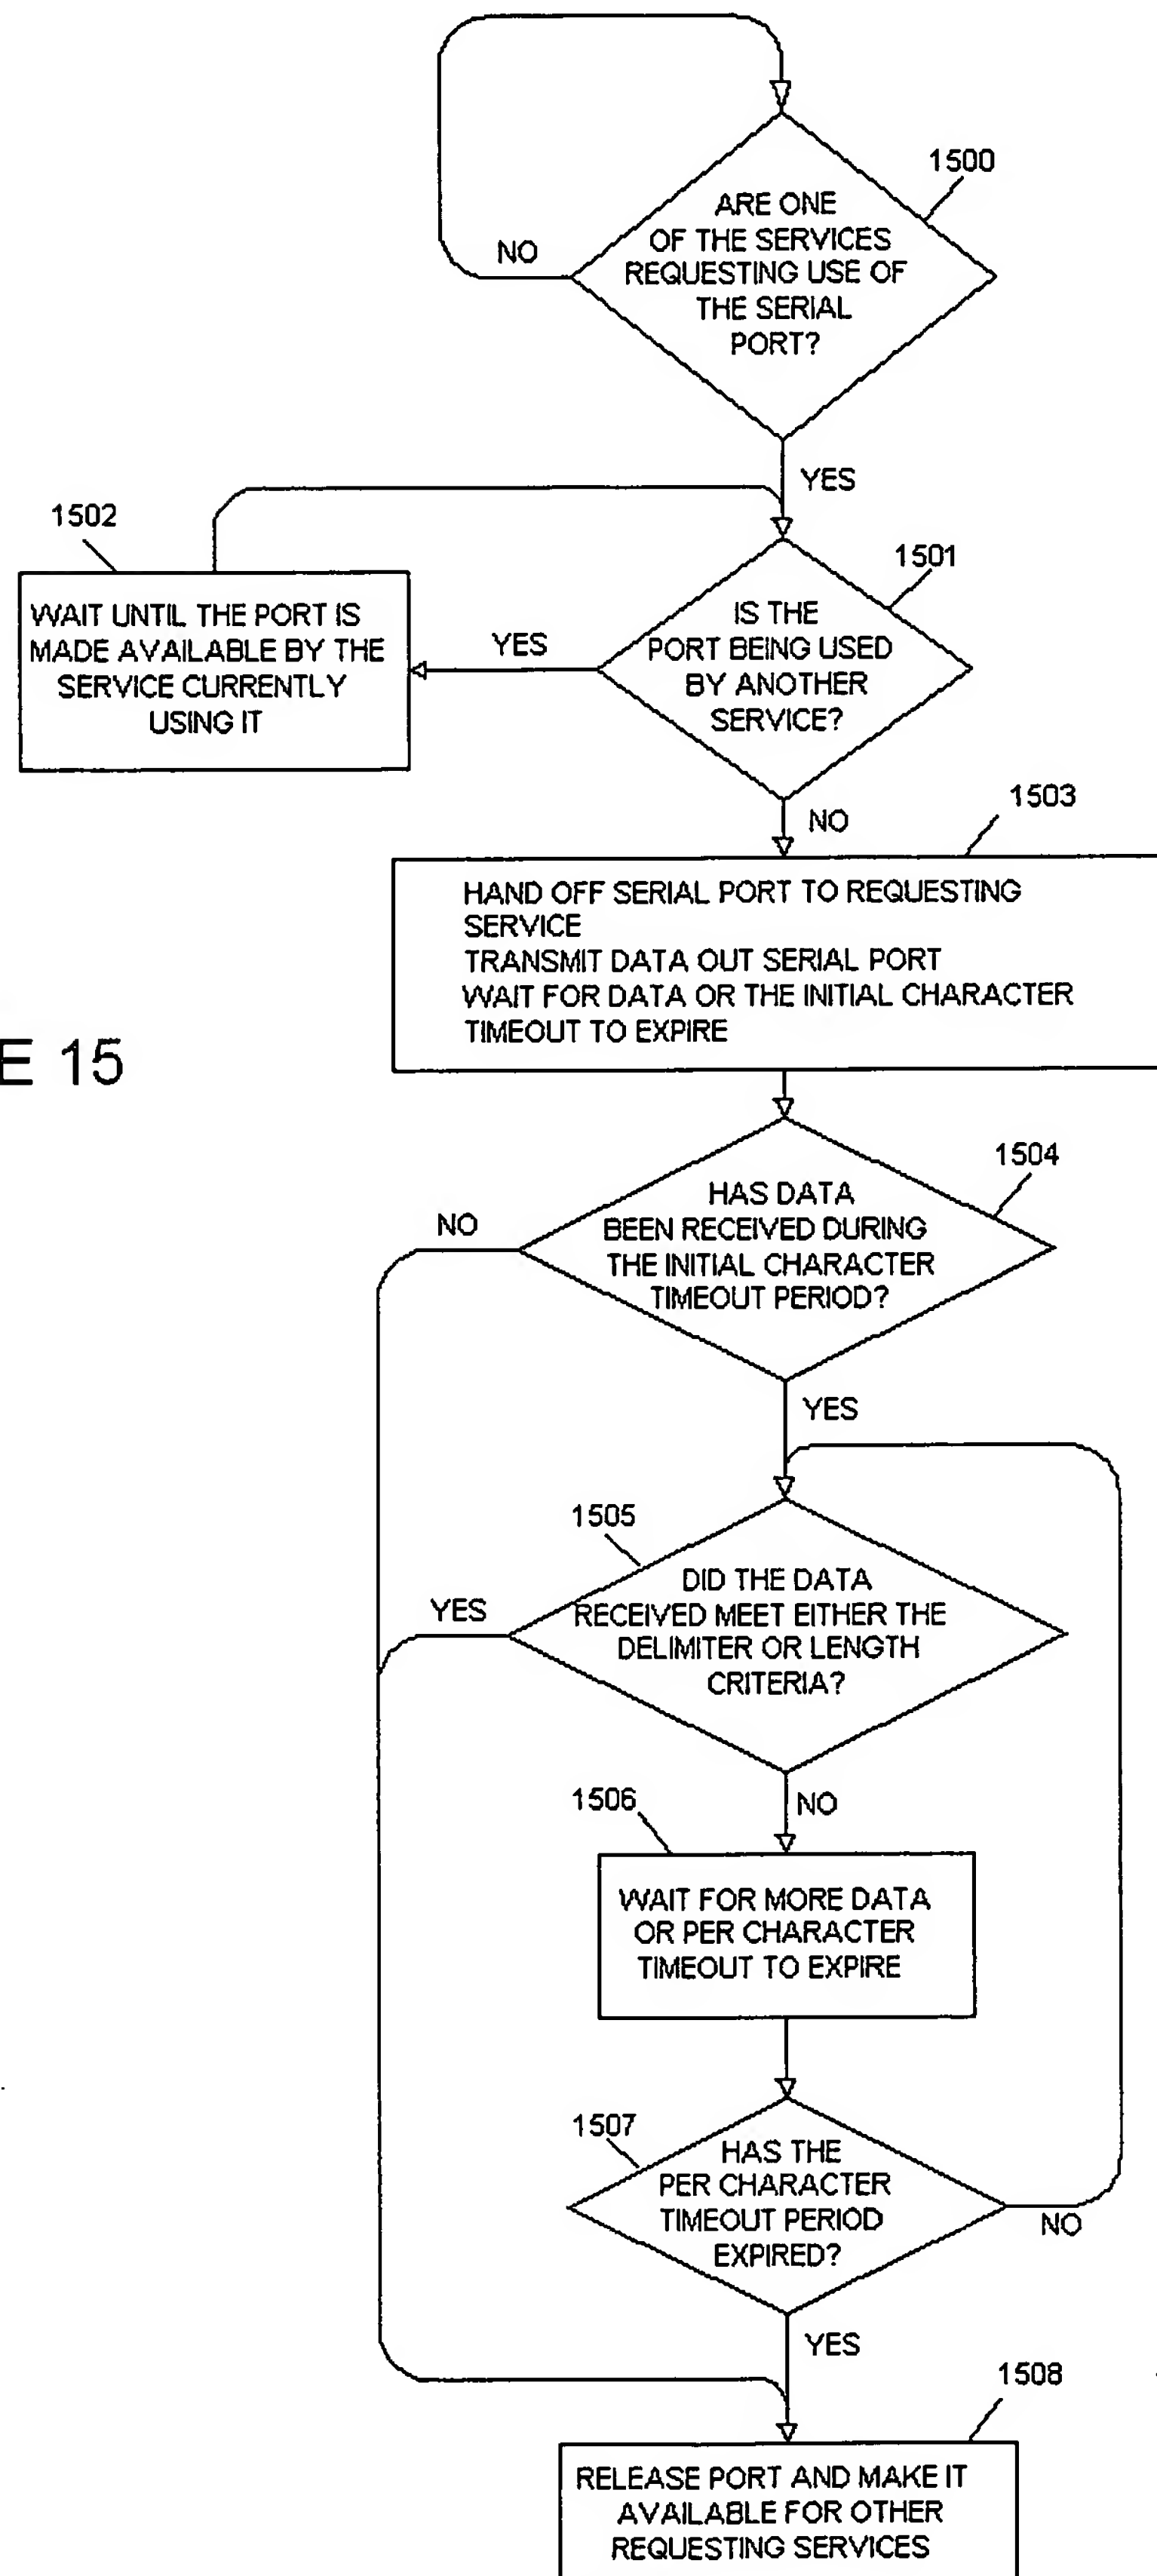 1500
ARE ONE
OF THE SERVICES
REQUESTING USE OF
THE SERIAL
PORT?
NO
YES
1502
WAIT UNTIL THE PORT IS
MADE AVAILABLE BY THE
SERVICE CURRENTLY
USING IT
YES
1501
IS THE
PORT BEING USED
BY ANOTHER
SERVICE?
NO
1503
HAND OFF SERIAL PORT TO REQUESTING
SERVICE
TRANSMIT DATA OUT SERIAL PORT
WAIT FOR DATA OR THE INITIAL CHARACTER
TIMEOUT TO EXPIRE
E 15
1504
HAS DATA
BEEN RECEIVED DURING
THE INITIAL CHARACTER
TIMEOUT PERIOD?
NO
YES
1505
DID THE DATA
RECEIVED MEET EITHER THE
DELIMITER OR LENGTH
CRITERIA?
YES
NO
1506
WAIT FOR MORE DATA
OR PER CHARACTER
TIMEOUT TO EXPIRE
1507
HAS THE
PER CHARACTER
TIMEOUT PERIOD
EXPIRED?
NO
YES
1508
RELEASE PORT AND MAKE IT
AVAILABLE FOR OTHER
REQUESTING SERVICES